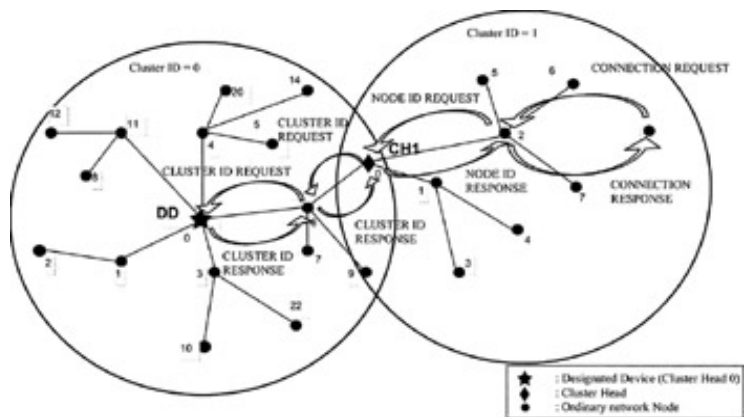 Cluster ID = 1
Cluster ID = 0
6
CONNECTION REQUEST
14
5
20
NODE ID REQUEST
12
11
5
CLUSTER ID
REQUEST
4
CH1
2
CLUSTER ID REQUEST
8
NODE ID
RESPONSE
1
7
CONNECTION
RESPONSE
DD
0
CLUSTER ID
RESPONSE
4
2
1
CLUSTER ID
RESPONSE
3
7
9
3
22
10
: Designated Device (Cluster Head 0)
: Cluster Head
: Ordinary network Node